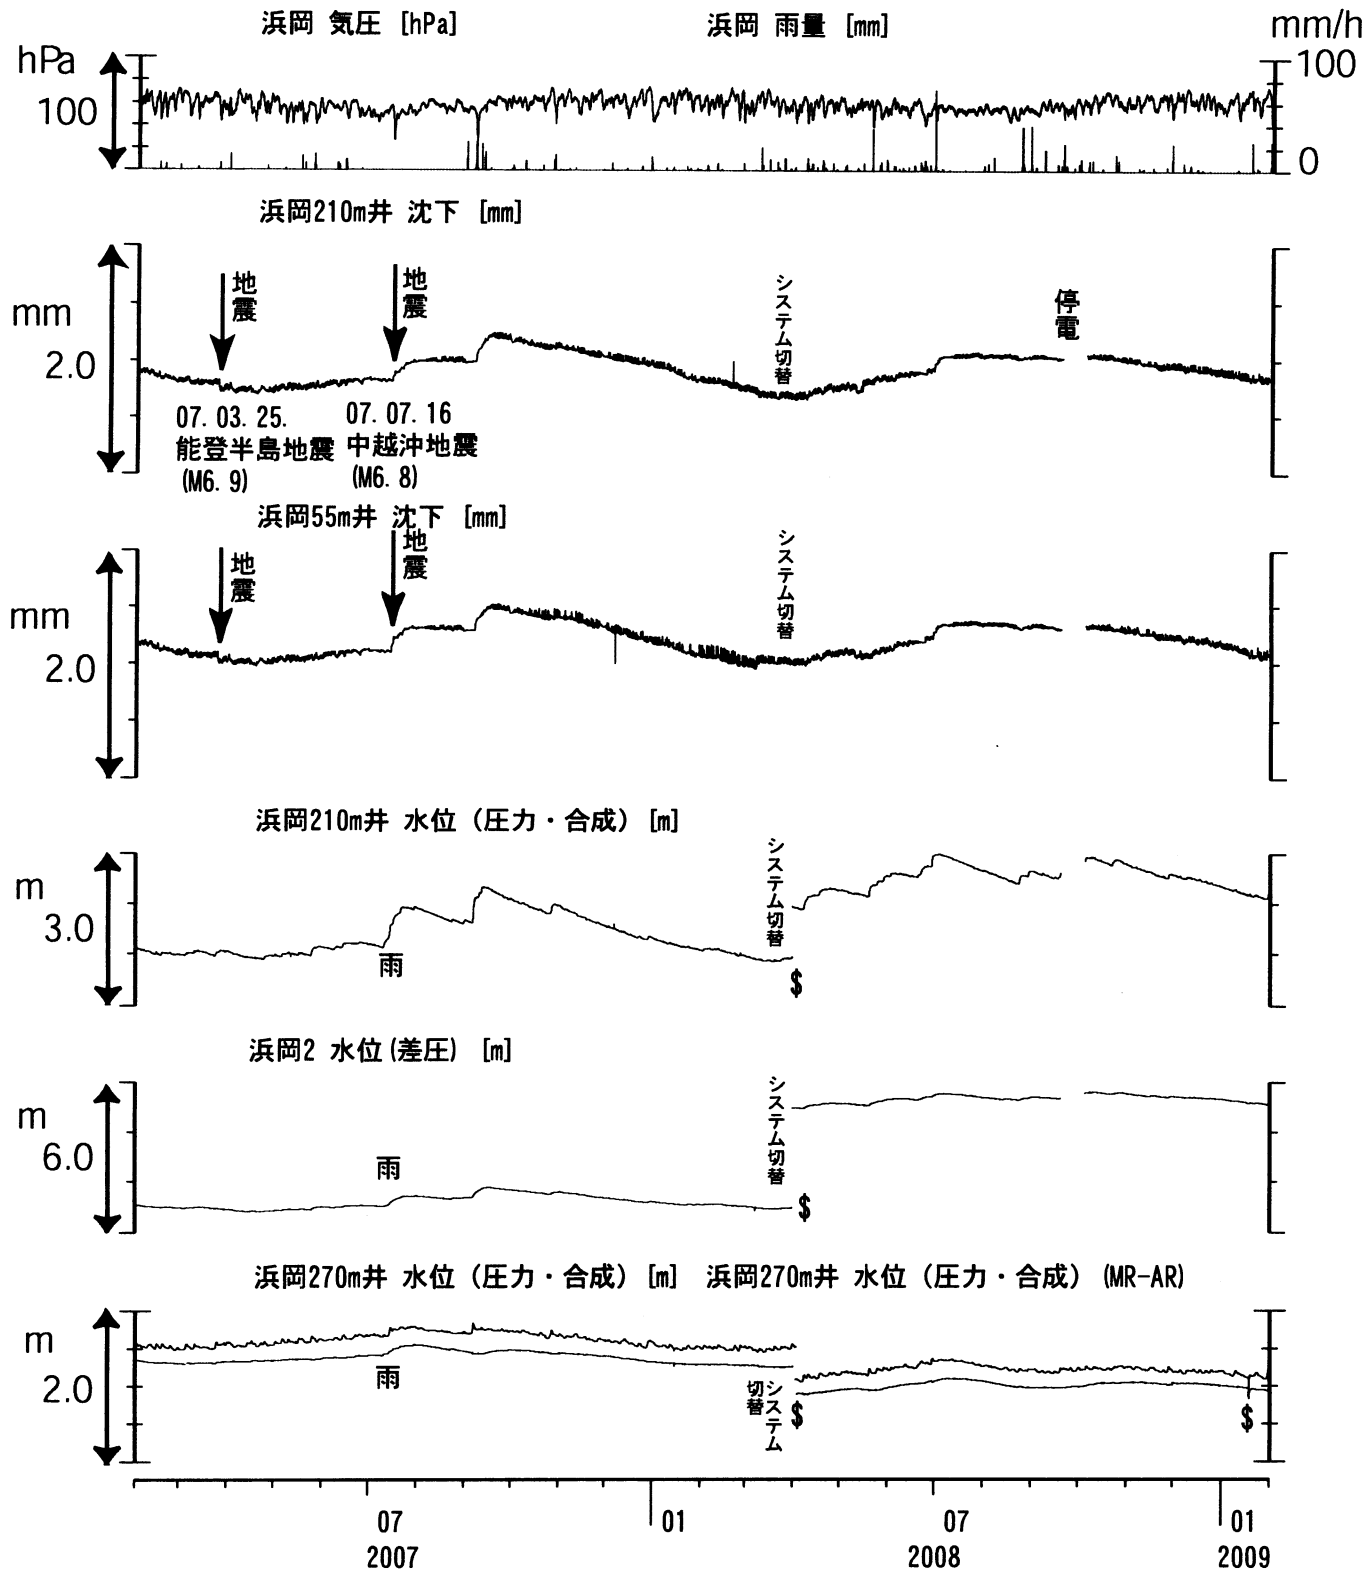 浜岡 気圧 [hPa] 浜岡 雨量 [mm] mm/h
hPa 100
100 0
浜岡210m井 沈下 [mm]
地震 地震 システム切替 停電
mm
2.0
07.03.25. 07.07.16
能登半島地震 中越沖地震
(M6.9) (M6.8)
浜岡55m井 沈下 [mm]
地震 地震 システム切替
mm
2.0
浜岡210m井 水位（圧力・合成）[m]
システム切替
m
3.0
雨
$
浜岡2 水位(差圧) [m]
システム切替
m
6.0
雨
$
浜岡270m井 水位（圧力・合成）[m] 浜岡270m井 水位（圧力・合成）(MR-AR)
m
2.0
雨
システム切替
$ $
07 01 07 01
2007 2008 2009